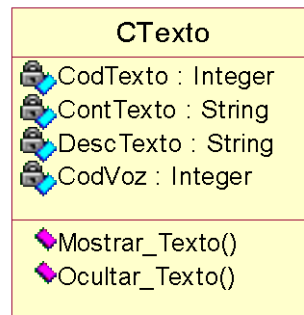 CTexto
CodTexto : Integer
ContTexto : String
DescTexto : String
CodVoz : Integer
Mostrar_Texto()
Ocultar_Texto()